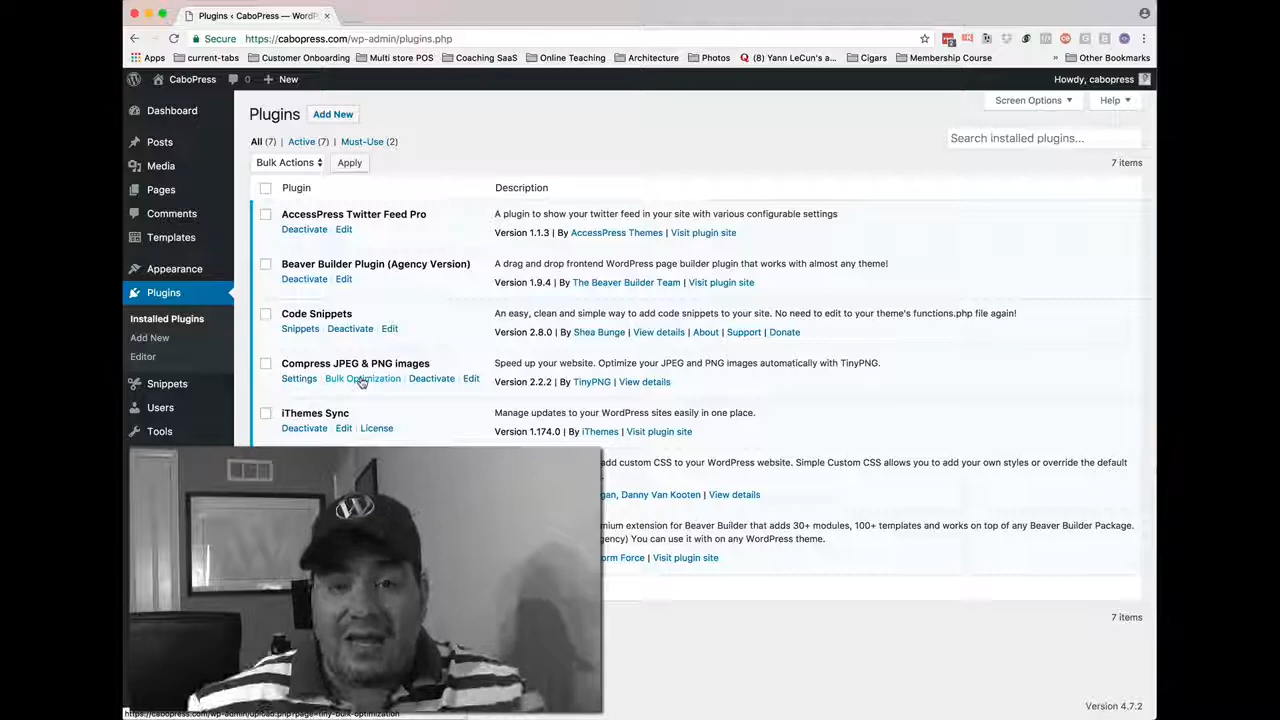 Plugins ‹ CaboPress — WordP
Secure https://cabopress.com/wp-admin/plugins.php
Apps current-tabs Customer Onboarding Multi store POS Coaching SaaS Online Teaching Architecture Photos (8) Yann LeCun's a... Cigars Membership Course » Other Bookmarks
CaboPress 0 New Howdy, cabopress
Screen Options Help
Plugins Add New
All (7) | Active (7) | Must-Use (2)
Search installed plugins...
Bulk Actions Apply
7 items
Dashboard
Posts
Media
Pages
Comments
Templates
Appearance
Plugins
Installed Plugins
Add New
Editor
Snippets
Users
Tools
Plugin Description
AccessPress Twitter Feed Pro
Deactivate | Edit
A plugin to show your twitter feed in your site with various configurable settings
Version 1.1.3 | By AccessPress Themes | Visit plugin site
Beaver Builder Plugin (Agency Version)
Deactivate | Edit
A drag and drop frontend WordPress page builder plugin that works with almost any theme!
Version 1.9.4 | By The Beaver Builder Team | Visit plugin site
Code Snippets
Snippets | Deactivate | Edit
An easy, clean and simple way to add code snippets to your site. No need to edit to your theme's functions.php file again!
Version 2.8.0 | By Shea Bunge | View details | About | Support | Donate
Compress JPEG & PNG images
Settings | Bulk Optimization | Deactivate | Edit
Speed up your website. Optimize your JPEG and PNG images automatically with TinyPNG.
Version 2.2.2 | By TinyPNG | View details
iThemes Sync
Deactivate | Edit | License
Manage updates to your WordPress sites easily in one place.
Version 1.174.0 | By iThemes | Visit plugin site
add custom CSS to your WordPress website. Simple Custom CSS allows you to add your own styles or override the default
gan, Danny Van Kooten | View details
mium extension for Beaver Builder that adds 30+ modules, 100+ templates and works on top of any Beaver Builder Package.
gency) You can use it with on any WordPress theme.
orm Force | Visit plugin site
7 items
Version 4.7.2